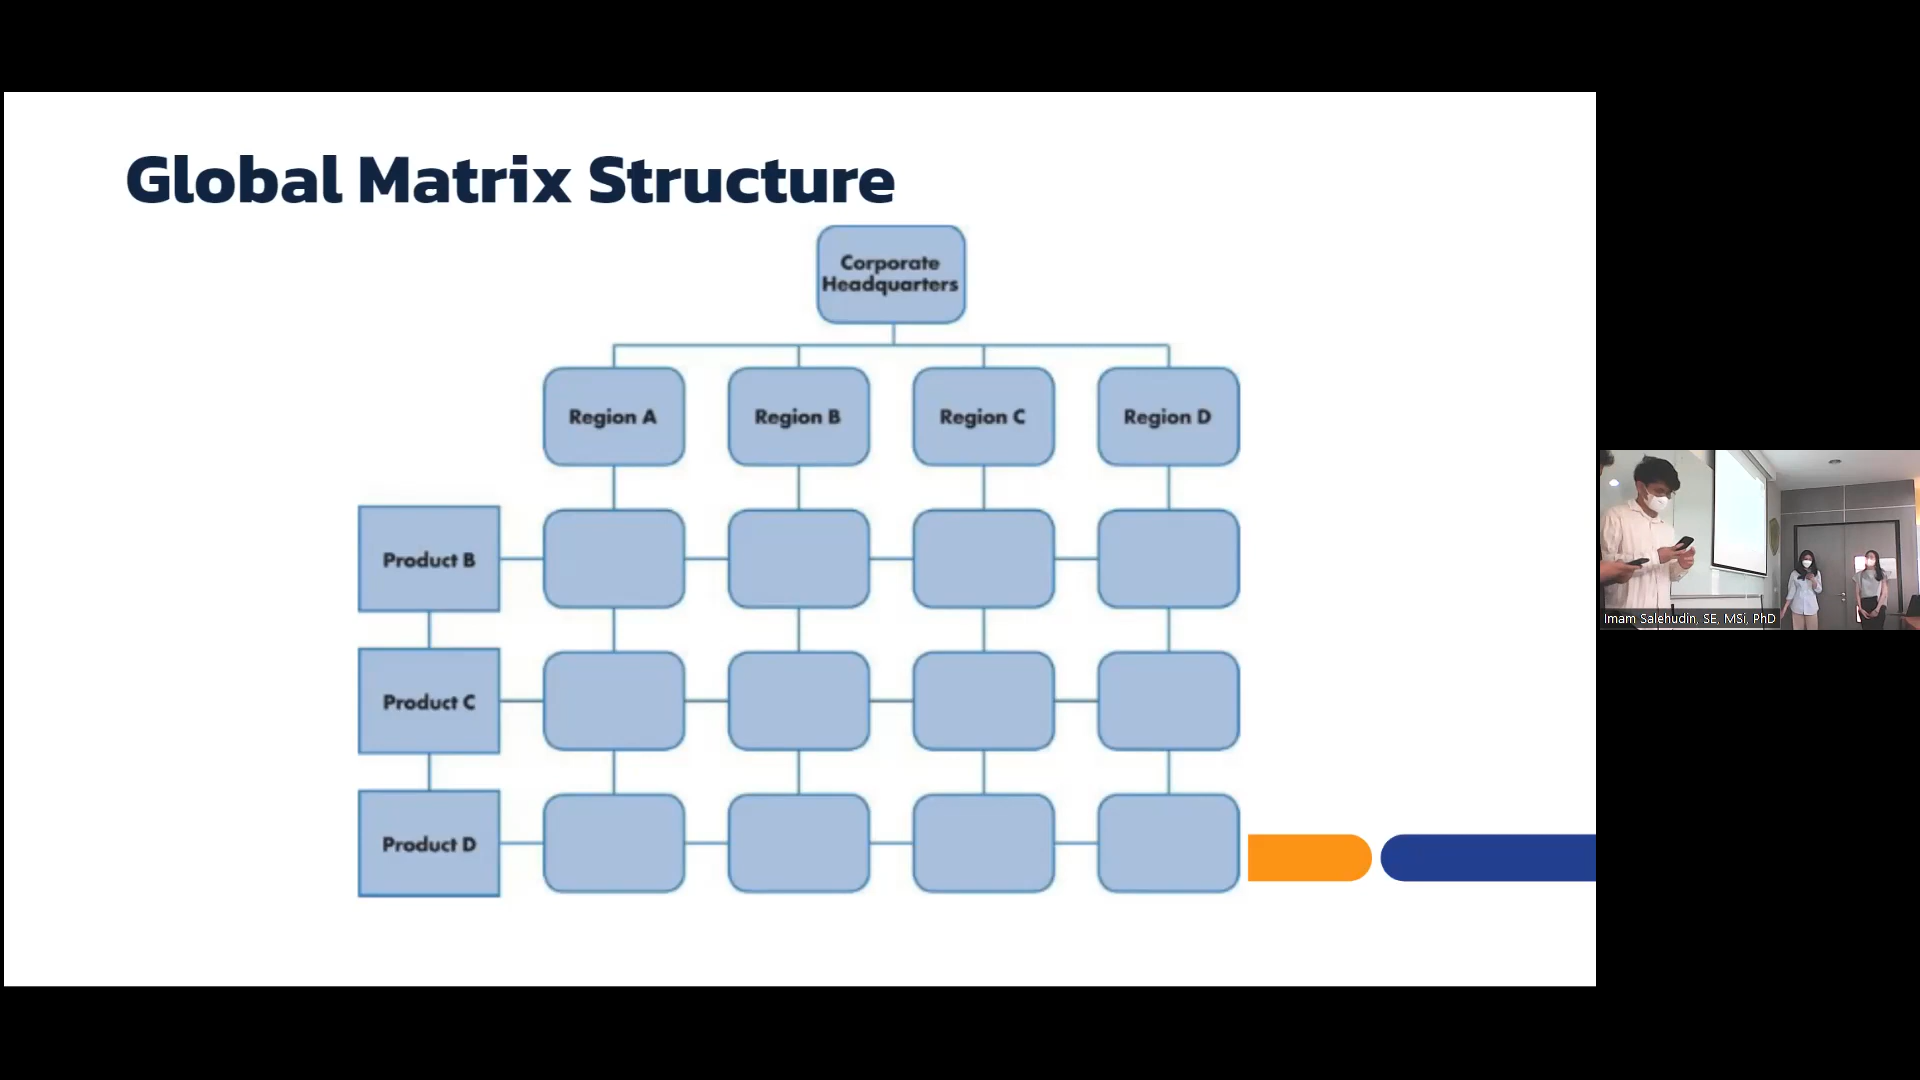 Global Matrix Structure
Corporate
Headquarters
Region A
Region B
Region C
Region D
Product B
Product C
Product D
Imam Salehudin, SE, MSi, PhD